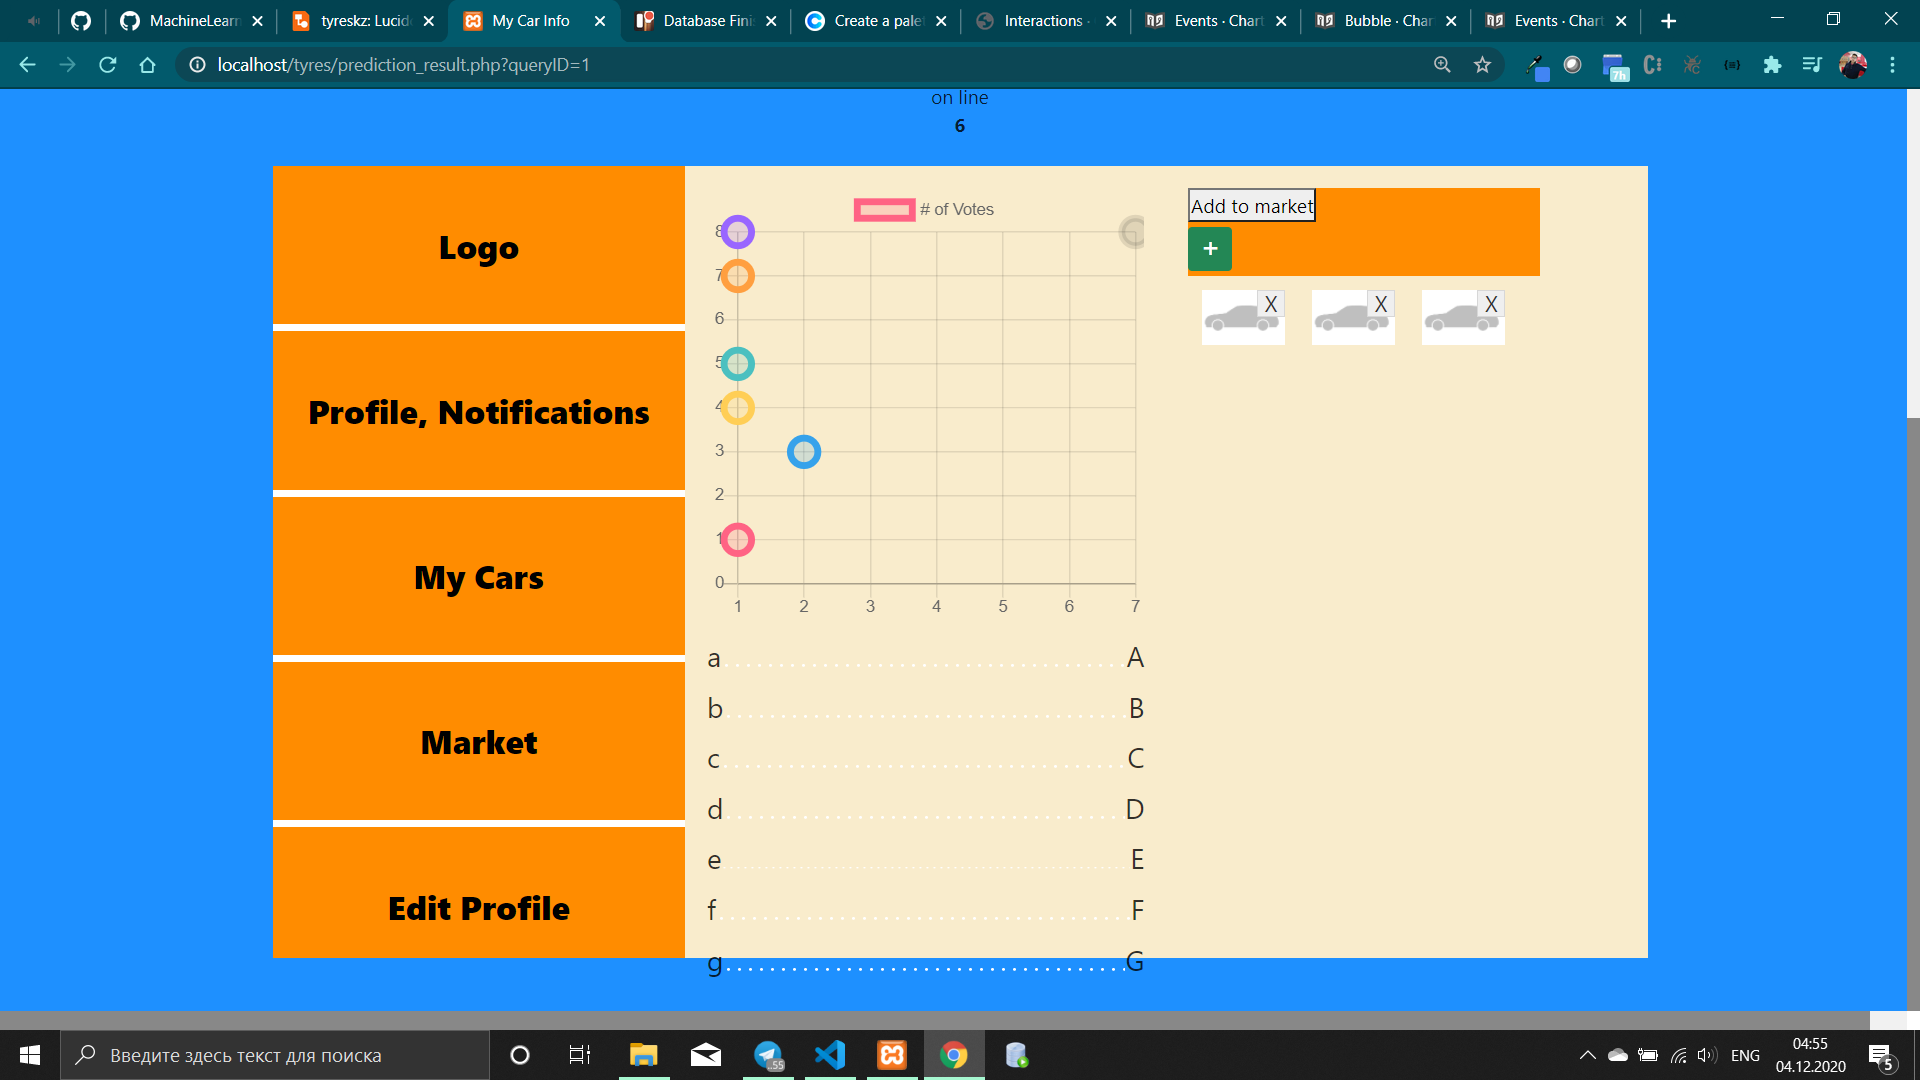 MachineLearn
tyreskz: Lucid
My Car Info
Database Fini
Create a palet
Interactions ·
Events · Chart
Bubble · Char
Events · Chart
localhost/tyres/prediction_result.php?queryID=1
7h
on line
6
Logo
Profile, Notifications
My Cars
Market
Edit Profile
# of Votes
8
7
6
5
4
3
2
1
0
1 2 3 4 5 6 7
a A
b B
c C
d D
e E
f F
g G
Add to market
+
X X X
Введите здесь текст для поиска
..55
ENG
04:55
04.12.2020
5